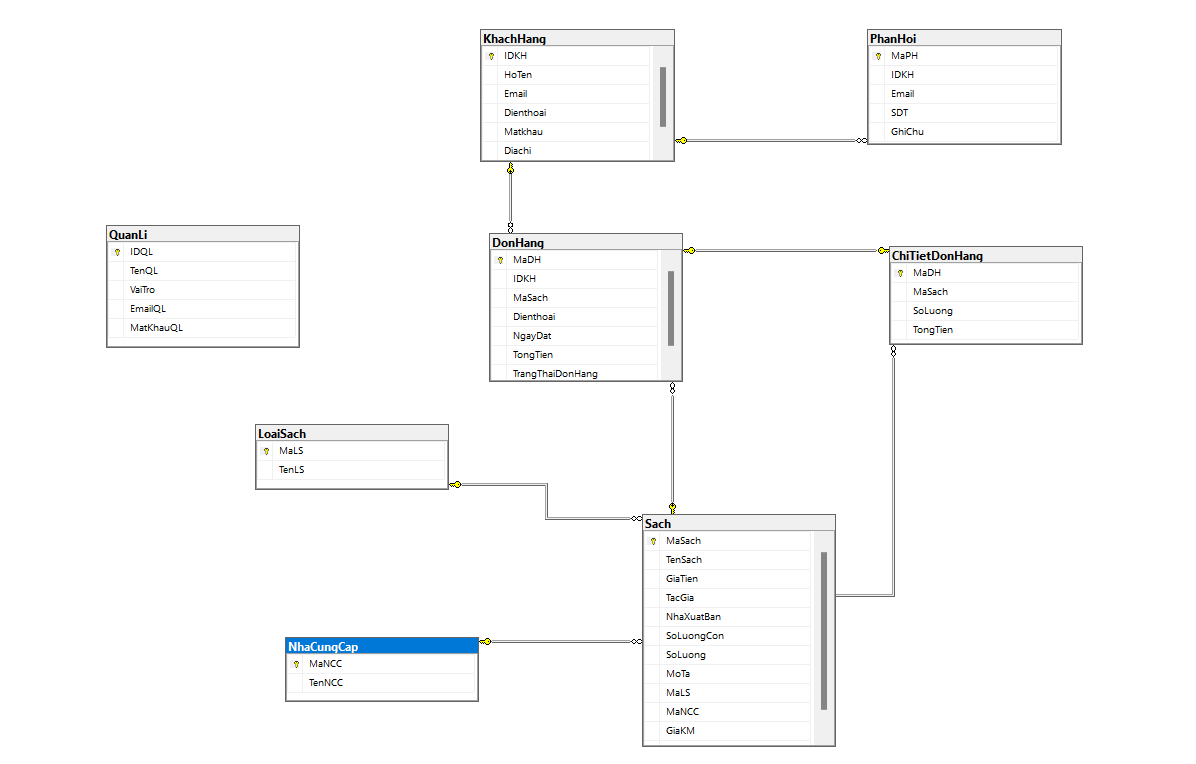 KhachHang
IDKH
HoTen
Email
Dienthoai
Matkhau
Diachi
PhanHoi
MaPH
IDKH
Email
SDT
GhiChu
QuanLi
IDQL
TenQL
VaiTro
EmailQL
MatKhauQL
DonHang
MaDH
IDKH
MaSach
Dienthoai
NgayDat
TongTien
TrangThaiDonHang
ChiTietDonHang
MaDH
MaSach
SoLuong
TongTien
LoaiSach
MaLS
TenLS
Sach
MaSach
TenSach
GiaTien
TacGia
NhaXuatBan
SoLuongCon
SoLuong
MoTa
MaLS
MaNCC
GiaKM
NhaCungCap
MaNCC
TenNCC